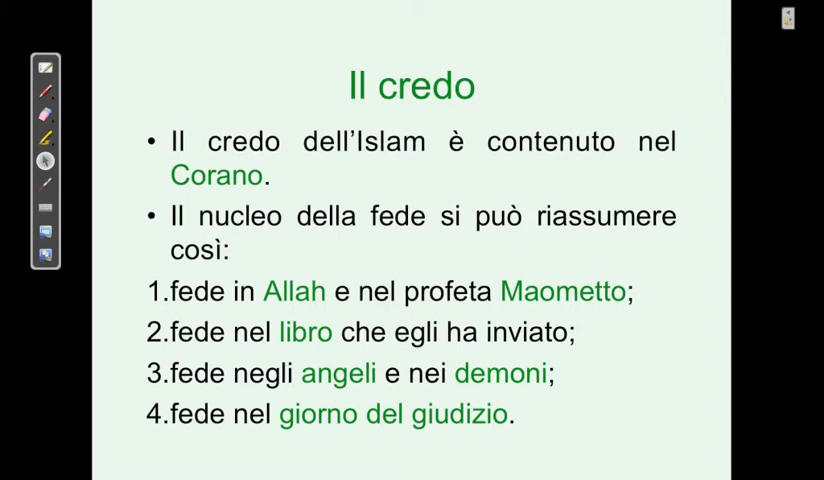 Il credo
• Il credo dell'Islam è contenuto nel
Corano.
• Il nucleo della fede si può riassumere
così:
1.fede in Allah e nel profeta Maometto;
2.fede nel libro che egli ha inviato;
3.fede negli angeli e nei demoni;
4.fede nel giorno del giudizio.